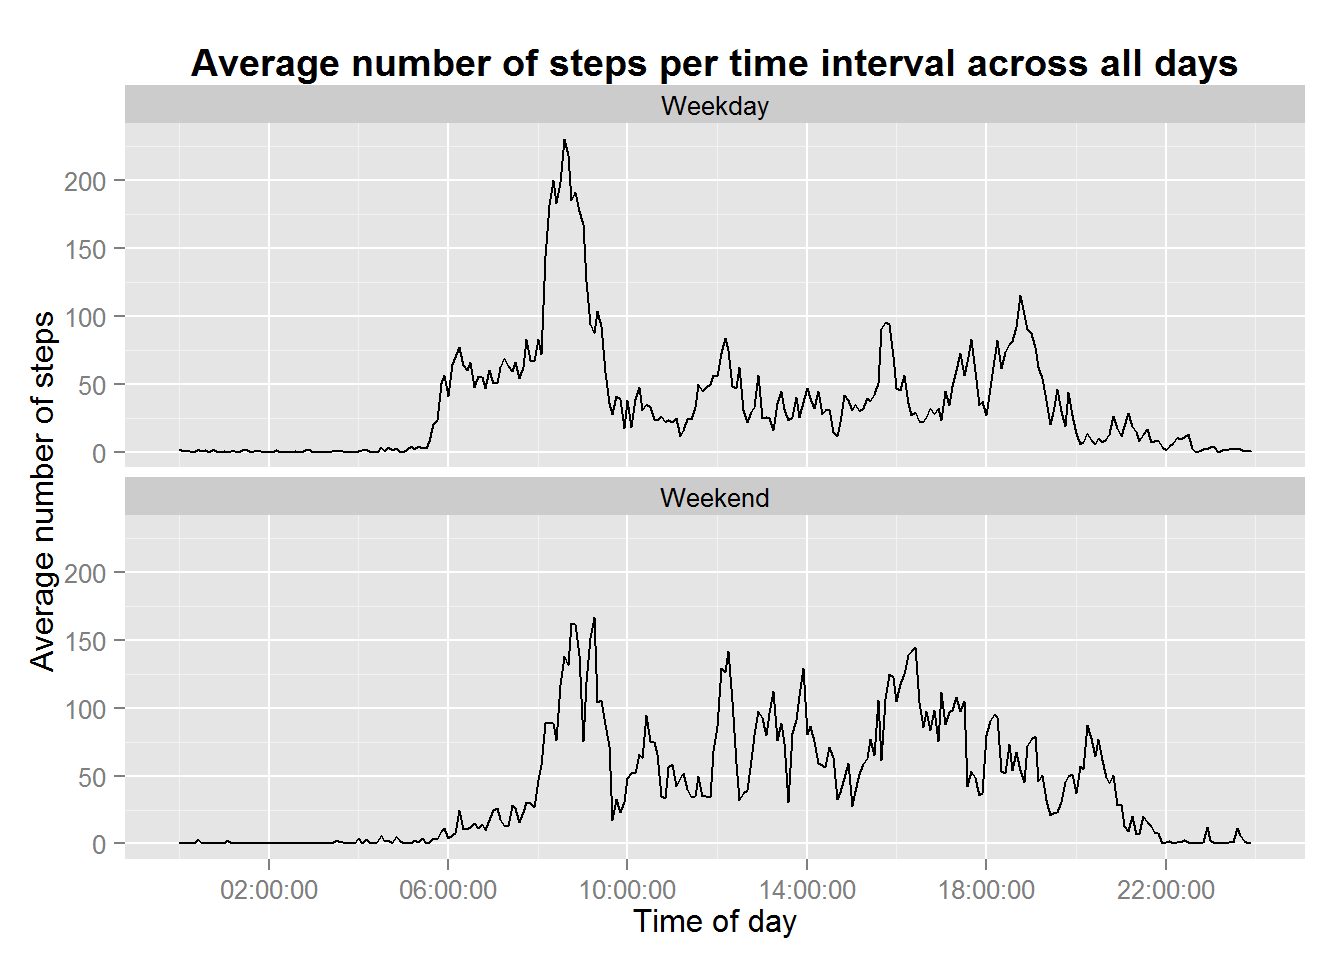 Average number of steps per time interval across all days
Weekday
200
150
100
50
0
Weekend
200
150
100
50
0
Average number of steps
02:00:00 06:00:00 10:00:00 14:00:00 18:00:00 22:00:00
Time of day